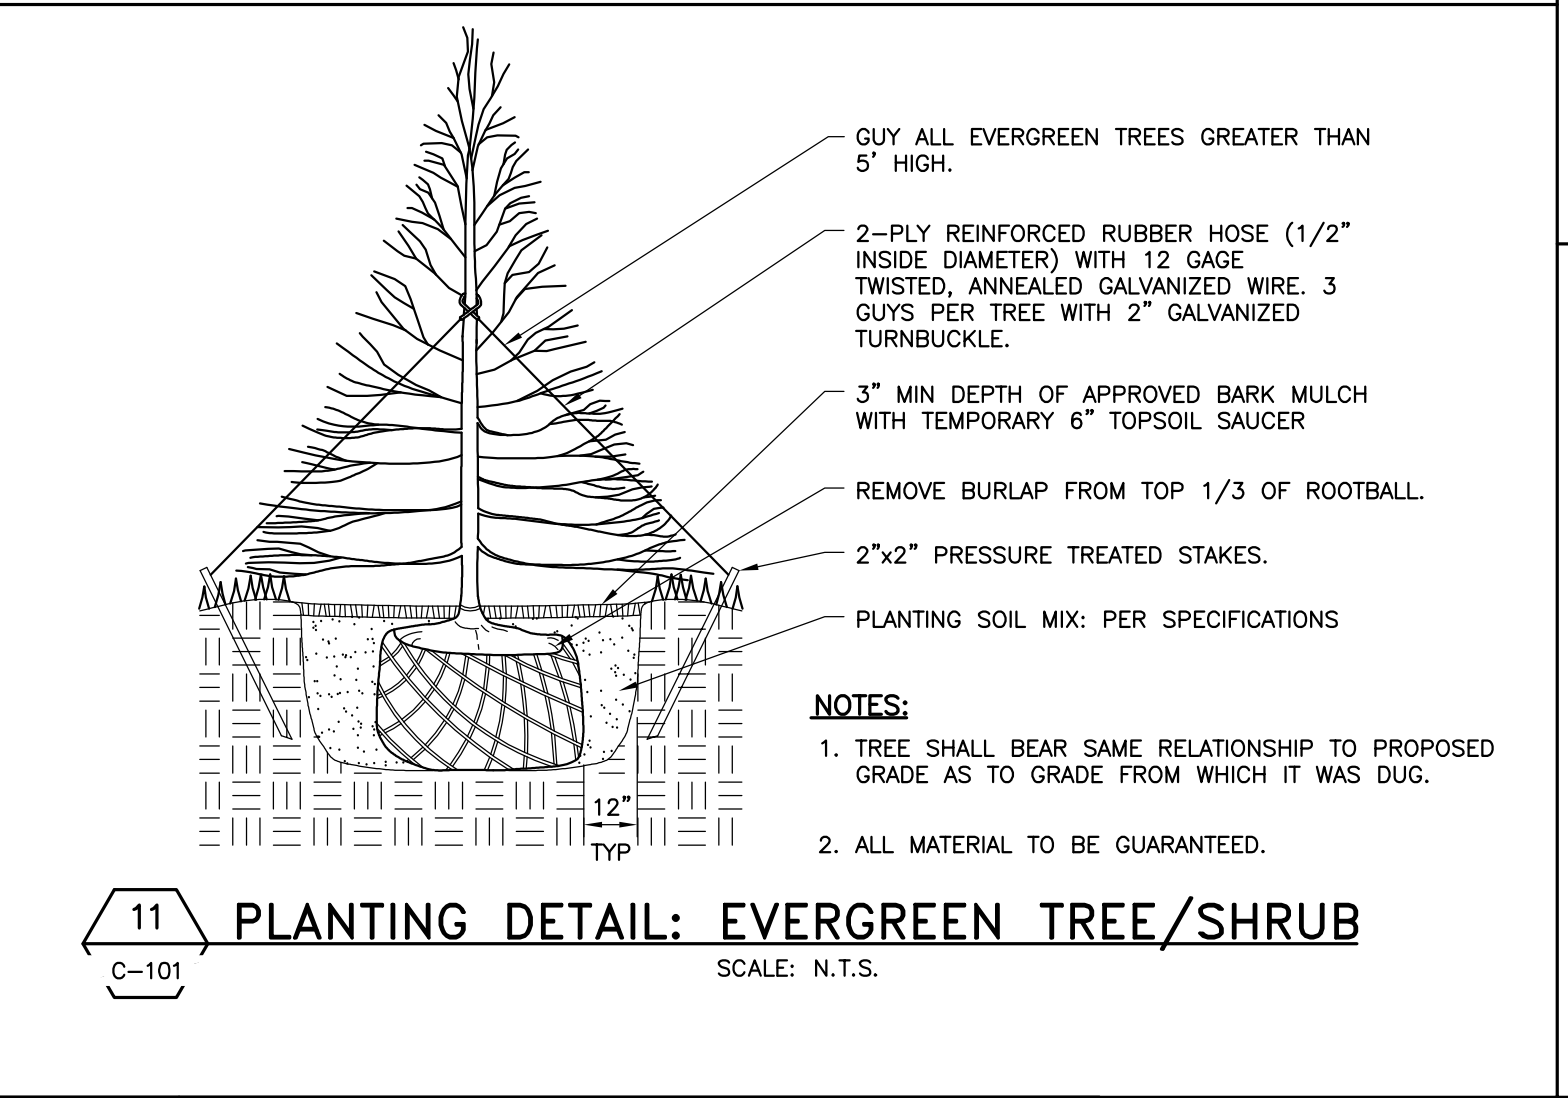 GUY ALL EVERGREEN TREES GREATER THAN
5' HIGH.
2-PLY REINFORCED RUBBER HOSE (1/2"
INSIDE DIAMETER) WITH 12 GAGE
TWISTED, ANNEALED GALVANIZED WIRE. 3
GUYS PER TREE WITH 2" GALVANIZED
TURNBUCKLE.
3" MIN DEPTH OF APPROVED BARK MULCH
WITH TEMPORARY 6" TOPSOIL SAUCER
REMOVE BURLAP FROM TOP 1/3 OF ROOTBALL.
2"x2" PRESSURE TREATED STAKES.
PLANTING SOIL MIX: PER SPECIFICATIONS
NOTES:
1. TREE SHALL BEAR SAME RELATIONSHIP TO PROPOSED
GRADE AS TO GRADE FROM WHICH IT WAS DUG.
2. ALL MATERIAL TO BE GUARANTEED.
12"
TYP
11
C-101
PLANTING DETAIL: EVERGREEN TREE/SHRUB
SCALE: N.T.S.